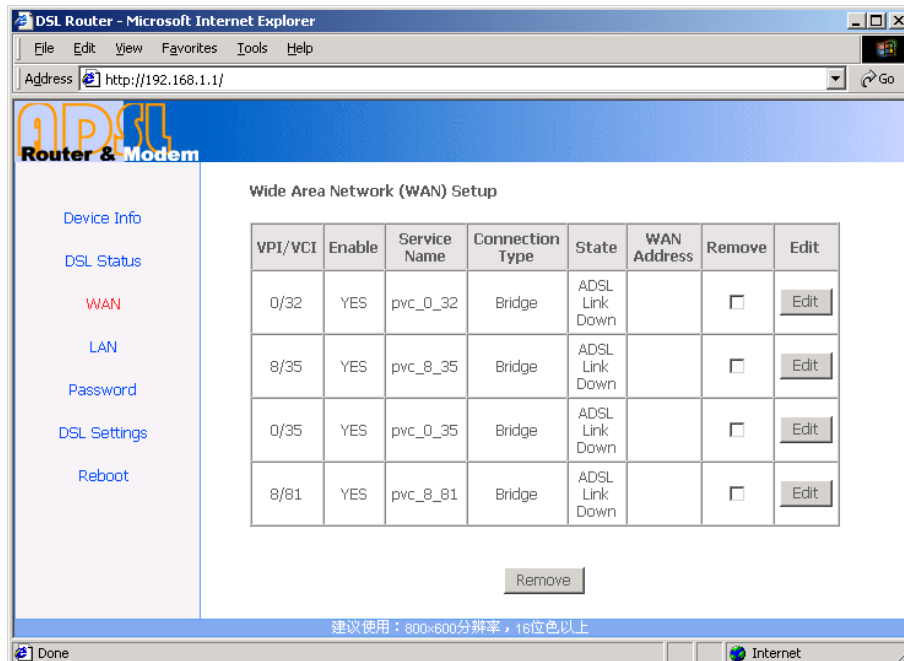 DSL Router - Microsoft Internet Explorer
File Edit View Favorites Tools Help
Address http://192.168.1.1/ Go
ADSL
Router & Modem
Device Info
DSL Status
WAN
LAN
Password
DSL Settings
Reboot
Wide Area Network (WAN) Setup
VPI/VCI Enable Service Name Connection Type State WAN Address Remove Edit
0/32 YES pvc_0_32 Bridge ADSL Link Down Edit
8/35 YES pvc_8_35 Bridge ADSL Link Down Edit
0/35 YES pvc_0_35 Bridge ADSL Link Down Edit
8/81 YES pvc_8_81 Bridge ADSL Link Down Edit
Remove
建议使用：800×600分辨率，16位色以上
Done Internet